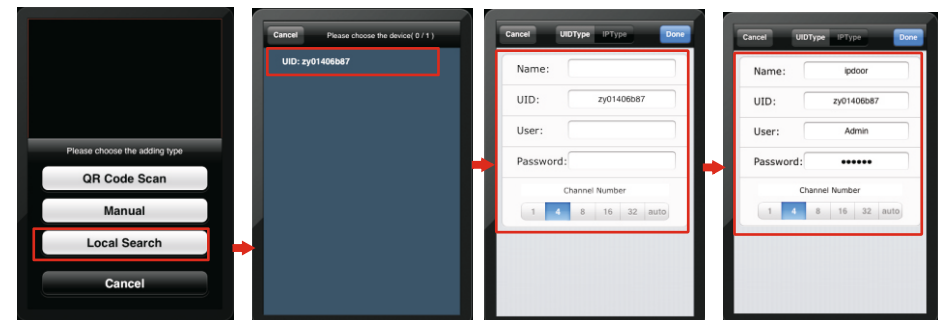 Please choose the adding type
QR Code Scan
Manual
Local Search
Cancel
Cancel Please choose the device( 0 / 1 )
UID: zy01406b87
Cancel UIDType IPType Done
Name:
UID: zy01406b87
User:
Password:
Channel Number
1 4 8 16 32 auto
Cancel UIDType IPType Done
Name: ipdoor
UID: zy01406b87
User: Admin
Password: ••••••
Channel Number
1 4 8 16 32 auto